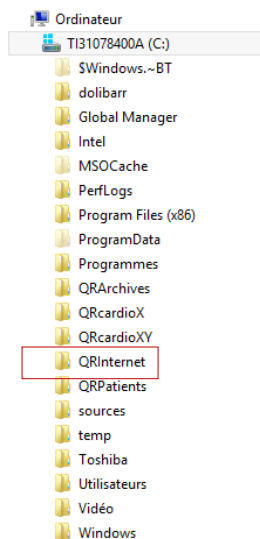 Ordinateur
TI31078400A (C:)
$Windows.~BT
dolibarr
Global Manager
Intel
MSOCache
PerfLogs
Program Files (x86)
ProgramData
Programmes
QRArchives
QRcardioX
QRcardioXY
QRInternet
QRPatients
sources
temp
Toshiba
Utilisateurs
Vidéo
Windows